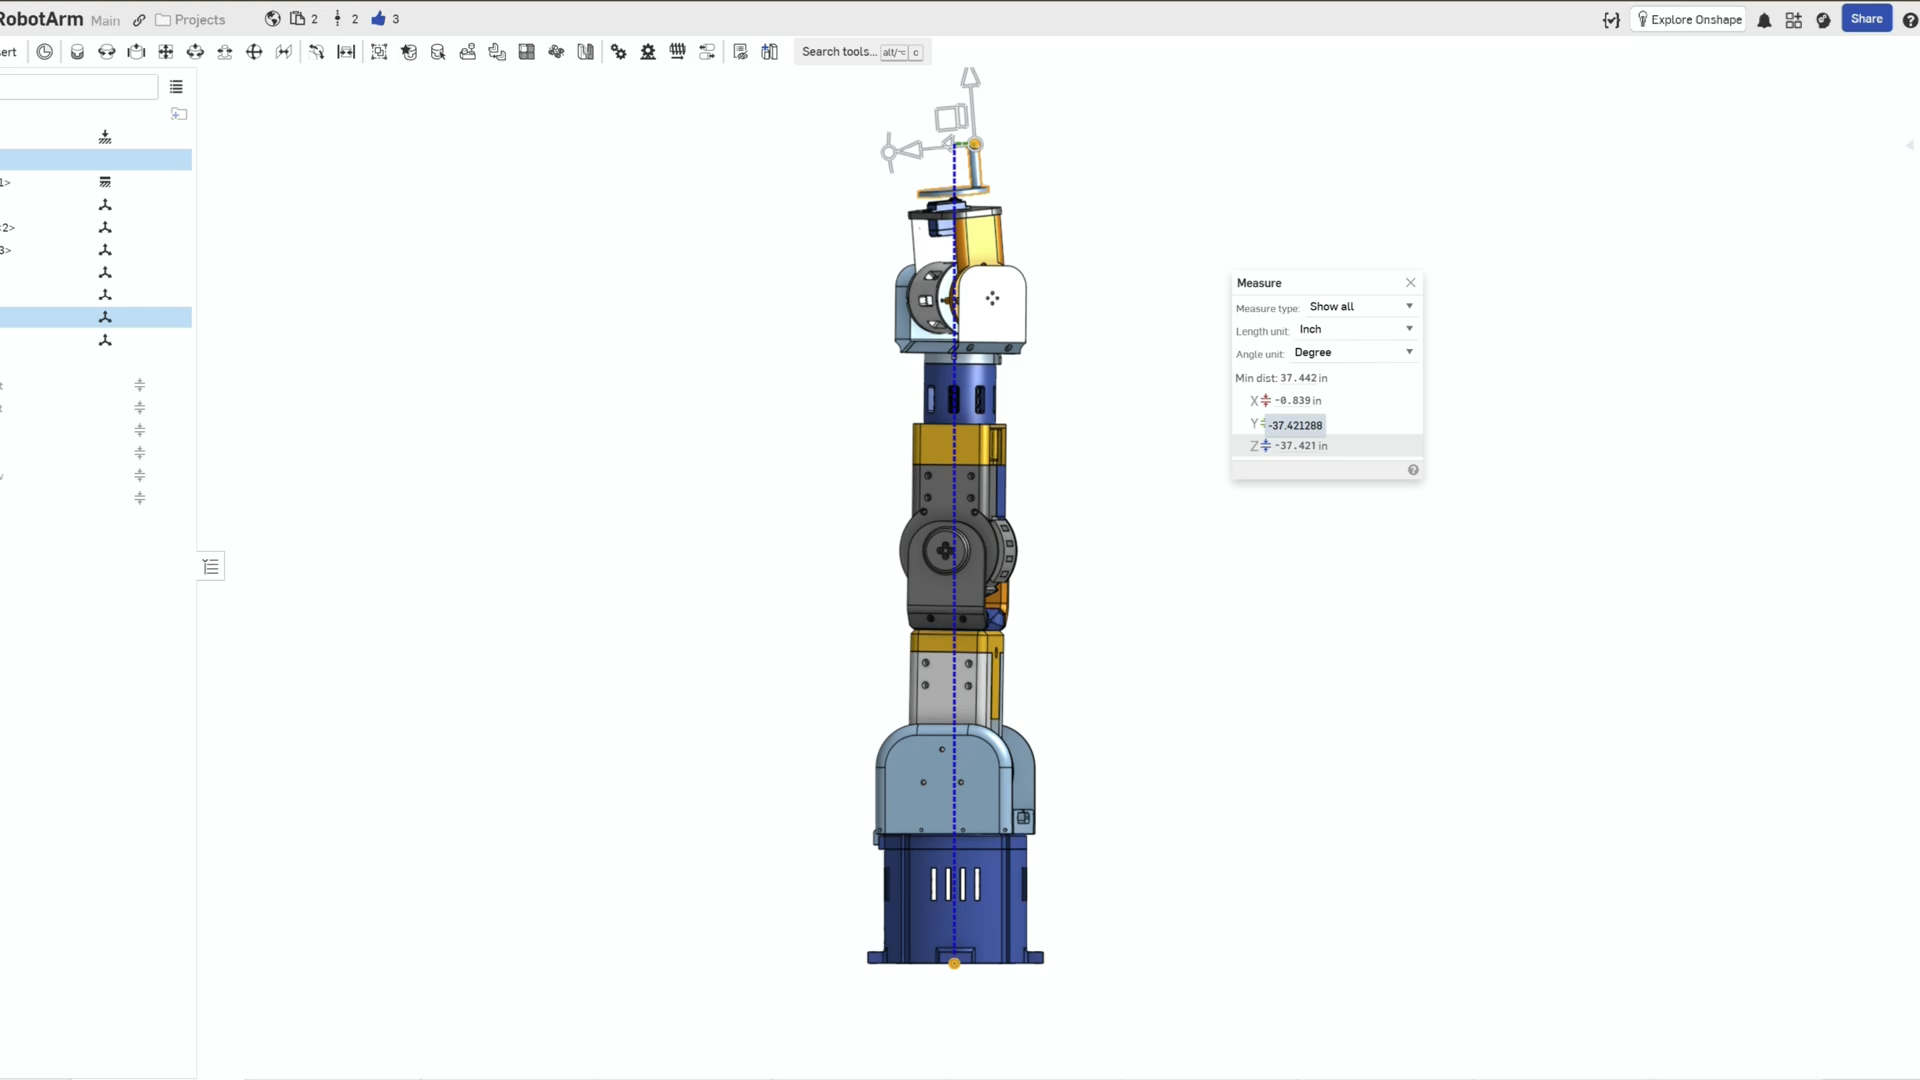 RobotArm Main Projects 2 2 3 Explore Onshape Share
ert Search tools... alt/⌥ c
1>
:2>
3>
t
t
v
Measure
Measure type: Show all
Length unit: Inch
Angle unit: Degree
Min dist: 37.442 in
X -0.839 in
Y -37.421288
Z -37.421 in